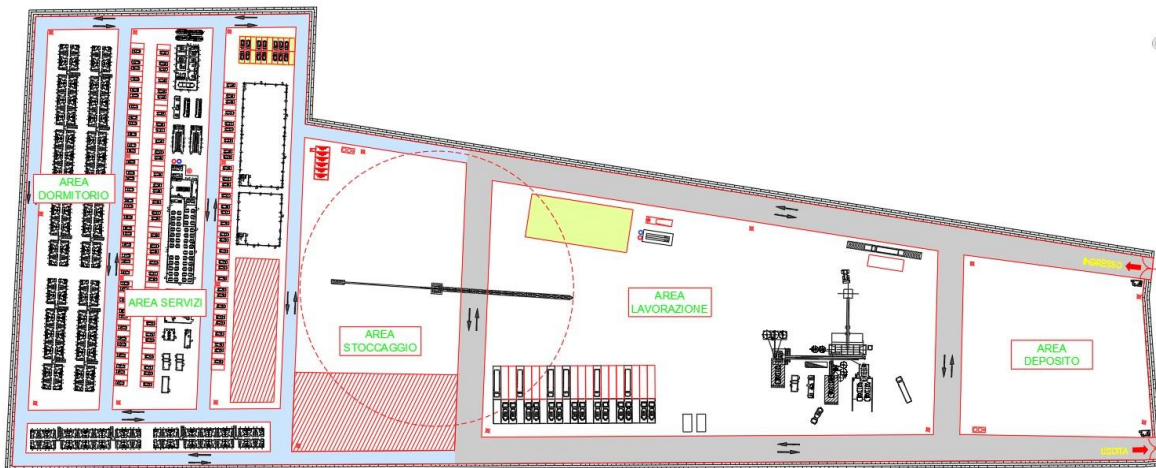 AREA
DORMITORIO
AREA SERVIZI
AREA
STOCCAGGIO
AREA
LAVORAZIONE
AREA
DEPOSITO
INGRESSO
USCITA